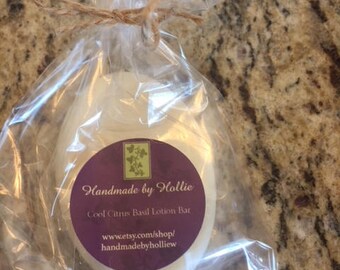 Handmade by Hollie
Cool Citrus Basil Lotion Bar
www.etsy.com/shop/
handmadebyholliew